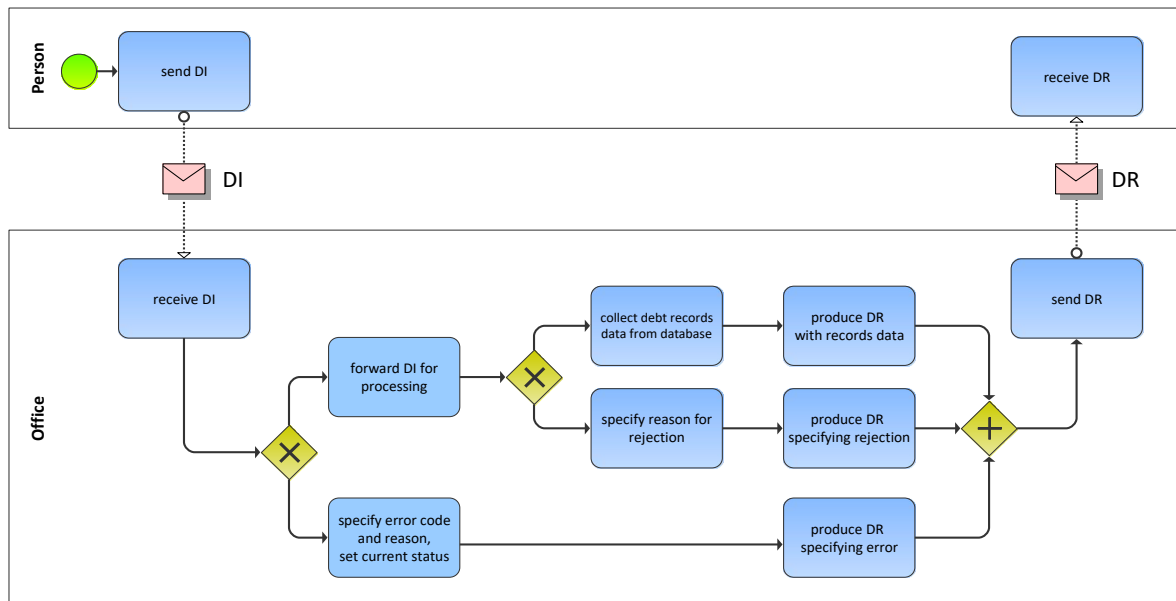 Person
send DI
receive DR
DI
DR
Office
receive DI
forward DI for
processing
specify error code
and reason,
set current status
collect debt records
data from database
specify reason for
rejection
produce DR
with records data
produce DR
specifying rejection
produce DR
specifying error
send DR